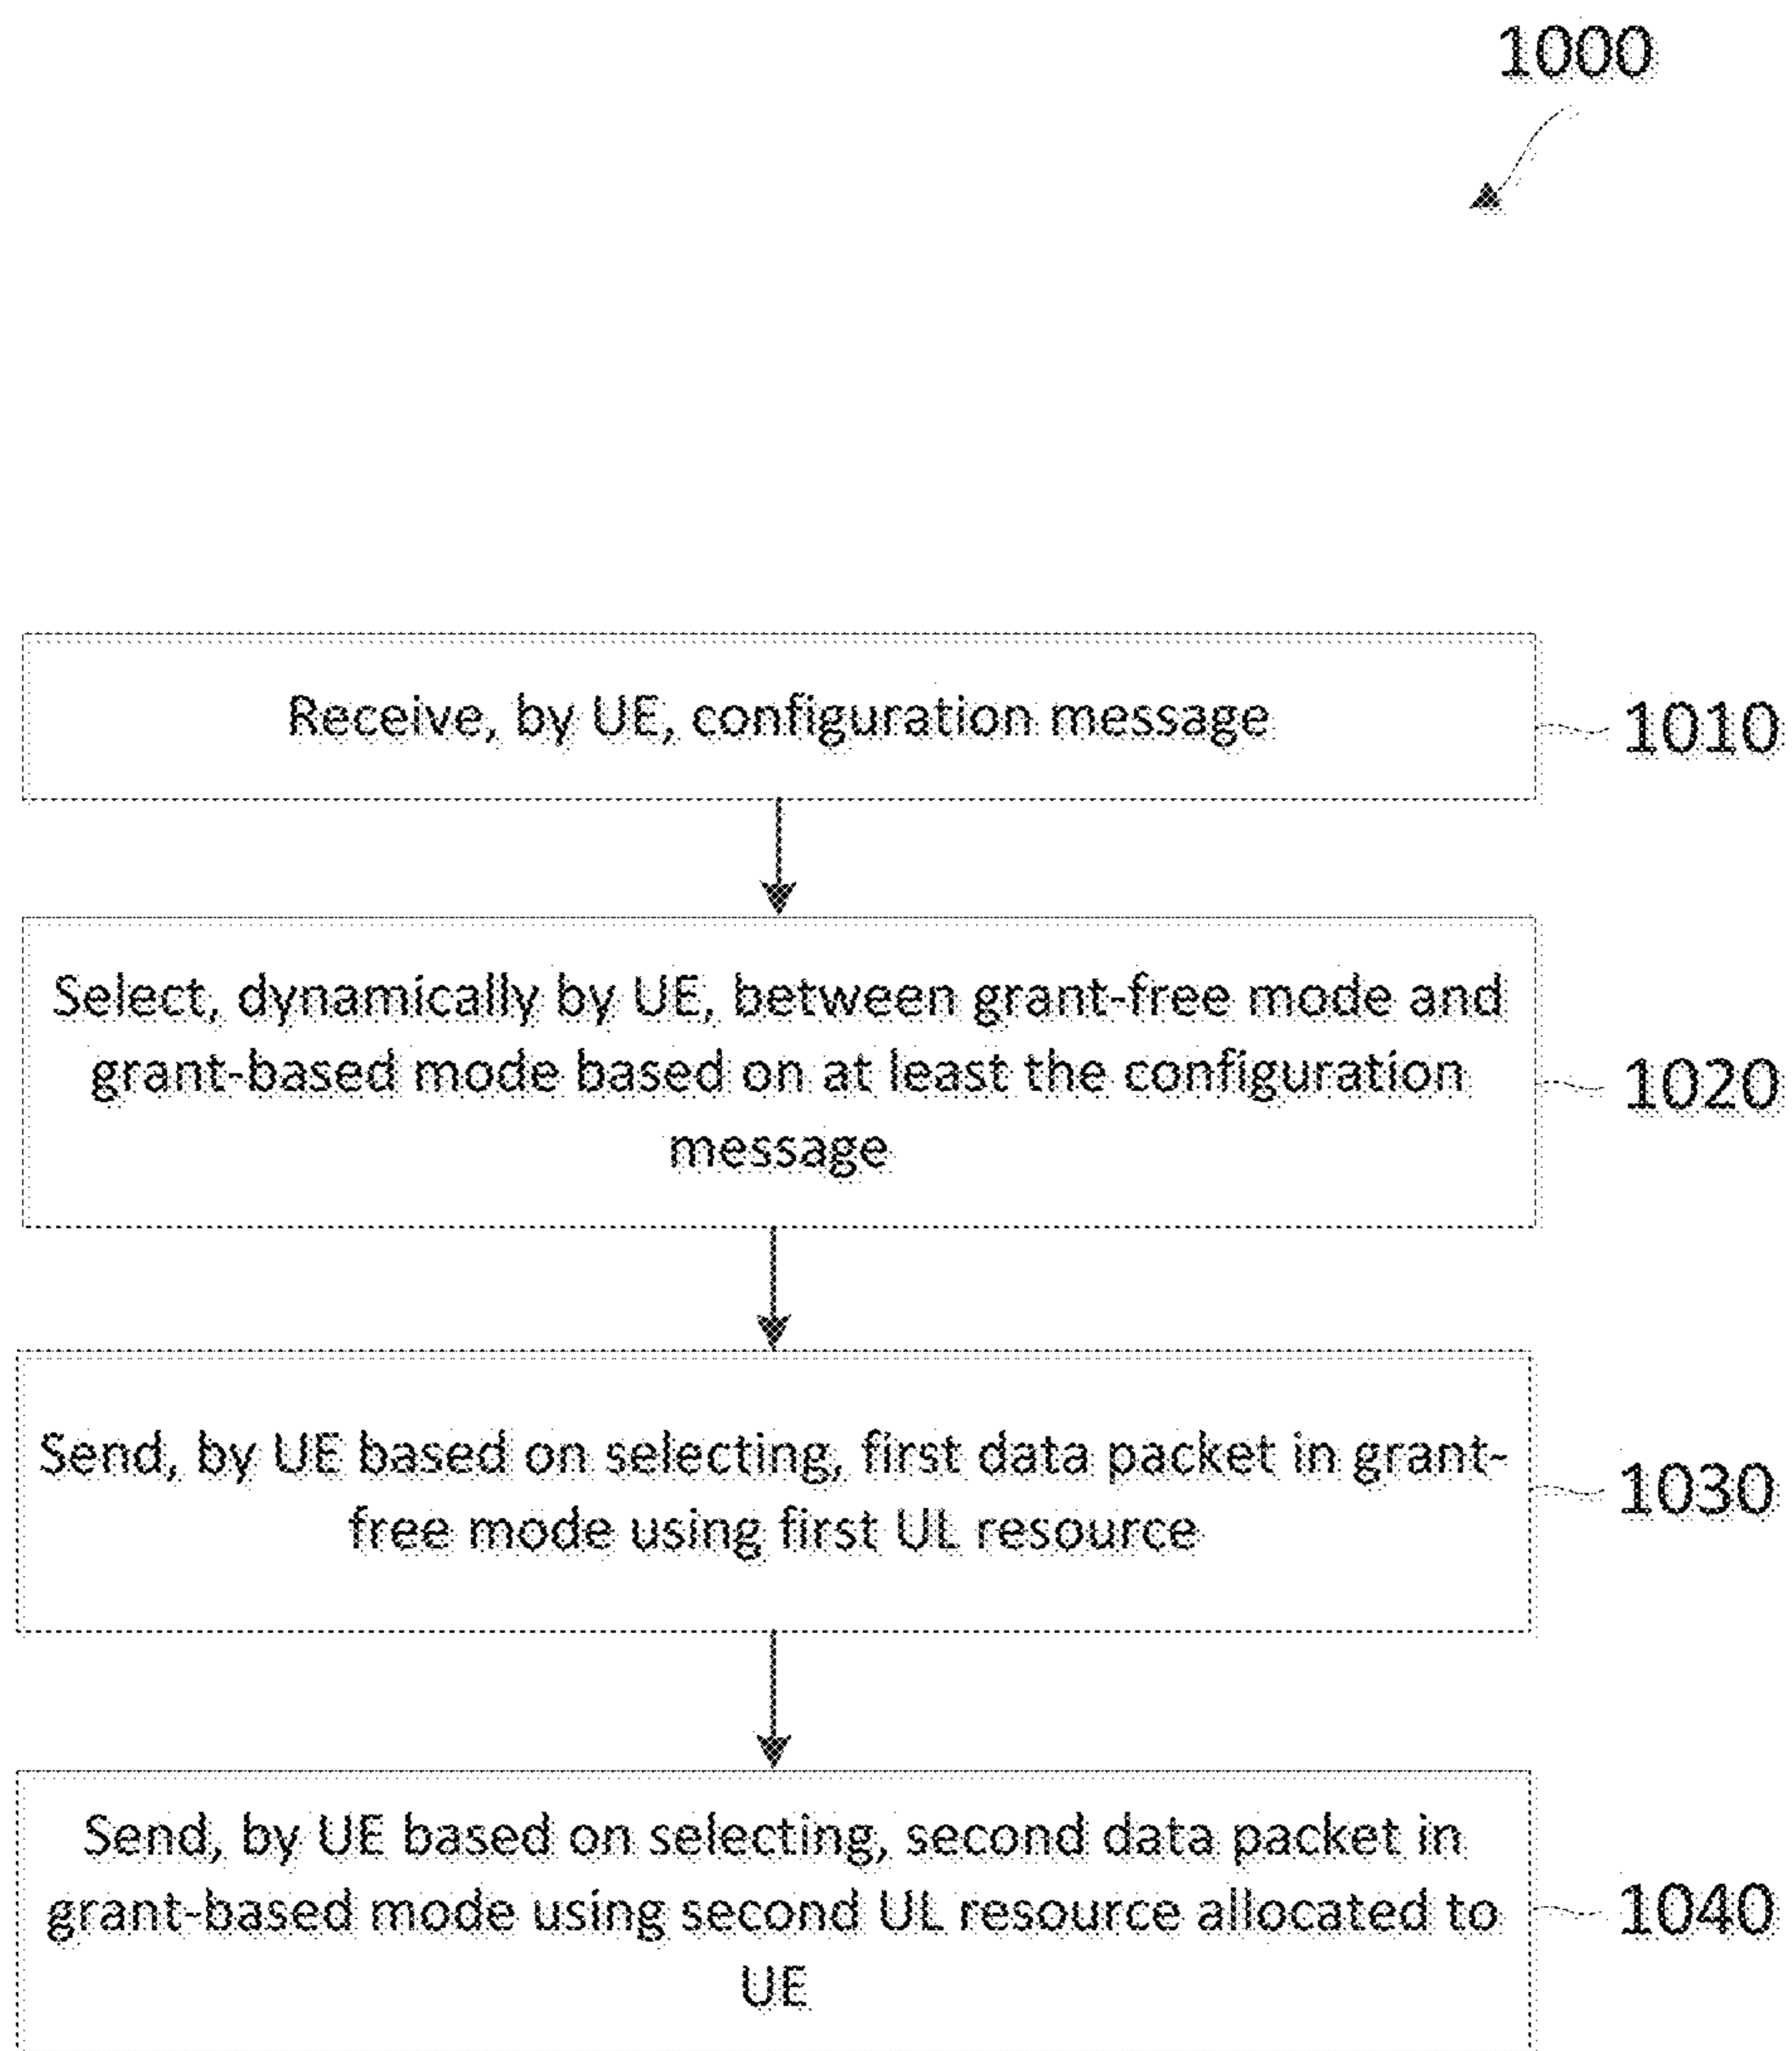 1000
Receive, by UE, configuration message
1010
Select, dynamically by UE, between grant-free mode and
grant-based mode based on at least the configuration
message
1020
Send, by UE based on selecting, first data packet in grant-
free mode using first UL resource
1030
Send, by UE based on selecting, second data packet in
grant-based mode using second UL resource allocated to
UE
1040